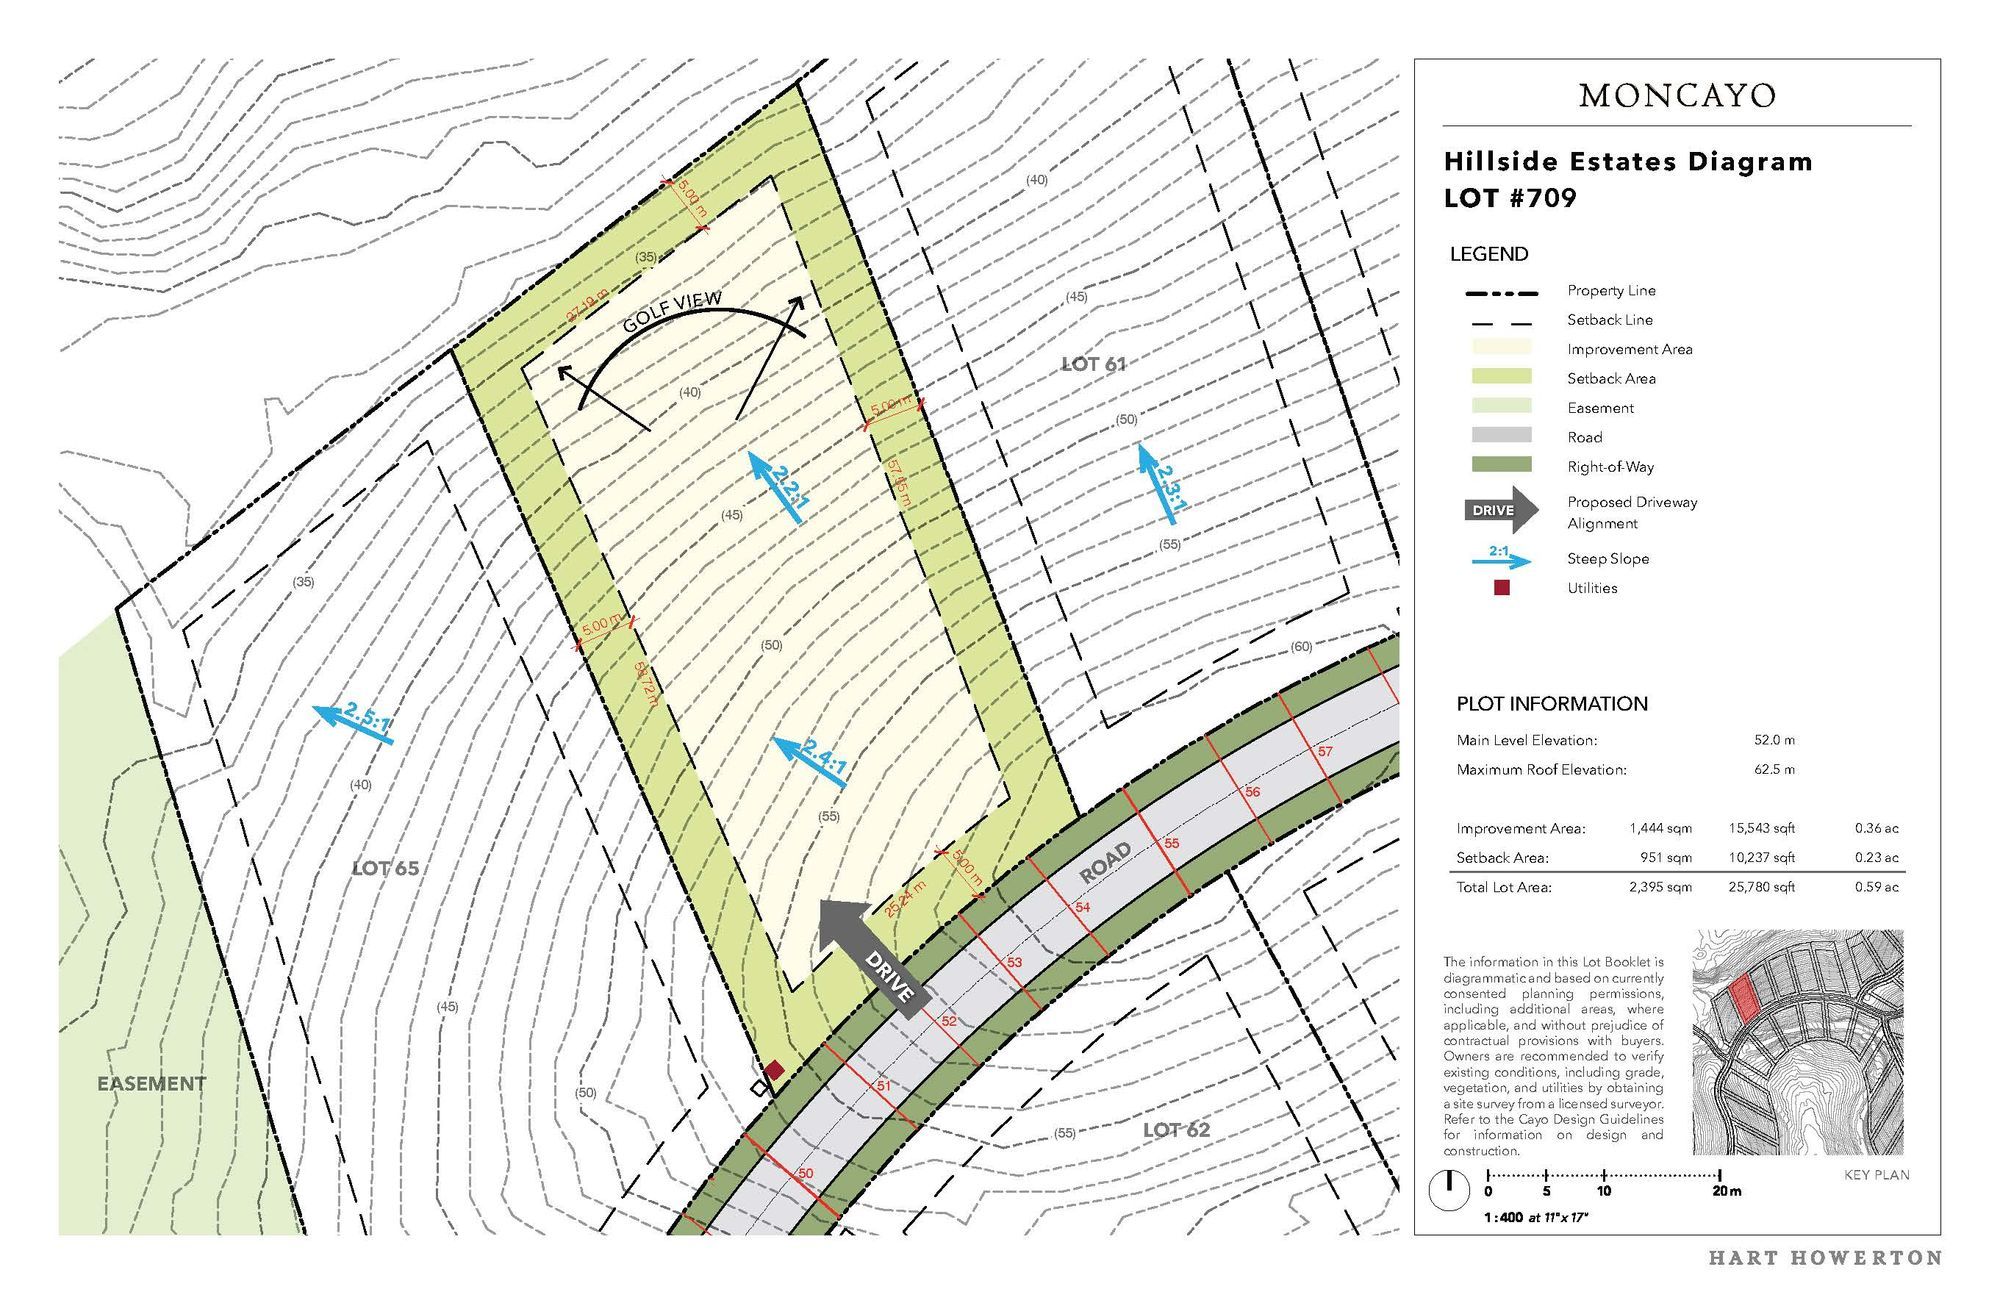 MONCAYO
Hillside Estates Diagram
LOT #709
LEGEND
Property Line
Setback Line
Improvement Area
Setback Area
Easement
Road
Right-of-Way
DRIVE
Proposed Driveway
Alignment
2:1
Steep Slope
Utilities
PLOT INFORMATION
Main Level Elevation: 52.0 m
Maximum Roof Elevation: 62.5 m
Improvement Area: 1,444 sqm 15,543 sqft 0.36 ac
Setback Area: 951 sqm 10,237 sqft 0.23 ac
Total Lot Area: 2,395 sqm 25,780 sqft 0.59 ac
The information in this Lot Booklet is
diagrammatic and based on currently
consented planning permissions,
including additional areas, where
applicable, and without prejudice of
contractual provisions with buyers.
Owners are recommended to verify
existing conditions, including grade,
vegetation, and utilities by obtaining
a site survey from a licensed surveyor.
Refer to the Cayo Design Guidelines
for information on design and
construction.
KEY PLAN
0 5 10 20 m
1:400 at 11"x 17"
HART HOWERTON
(40)
5.00 m
(35)
27.19 m
GOLF VIEW
(45)
LOT 61
(40)
5.00 m
(50)
2.2:1
57.15 m
2.3:1
(45)
(55)
(35)
5.00 m
(50)
(60)
2.5:1
2.4:1
57
(40)
56
(55)
55
ROAD
LOT 65
5.00 m
25.24 m
54
53
DRIVE
(45)
52
EASEMENT
51
(50)
(55)
LOT 62
50